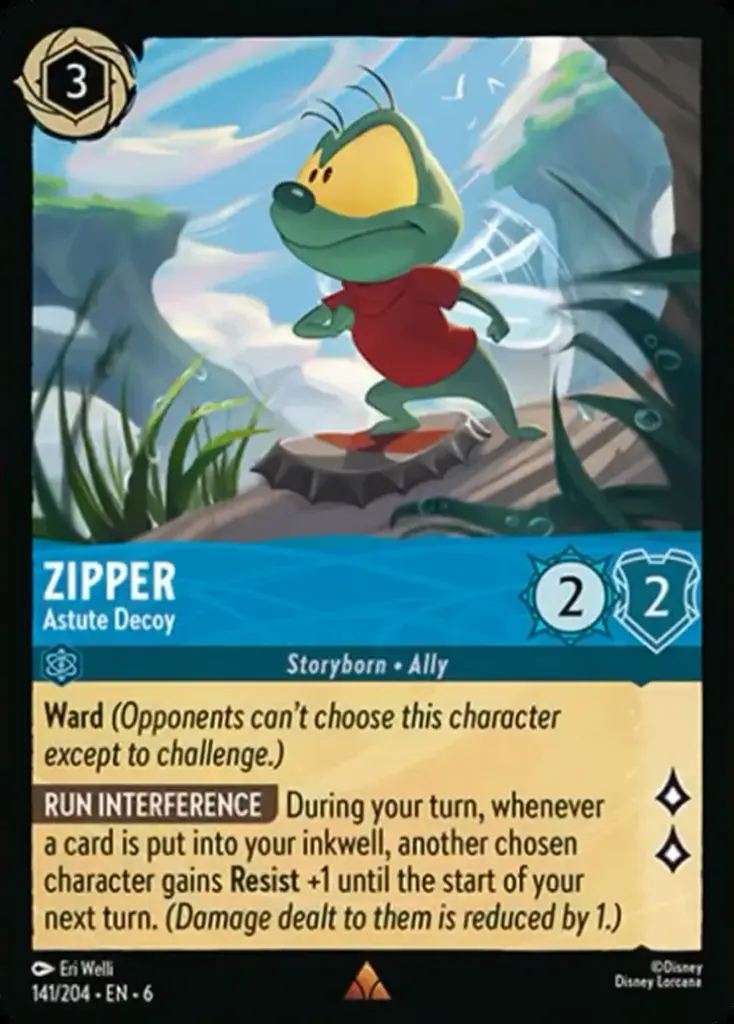 3
ZIPPER
Astute Decoy
2
2
Storyborn • Ally
Ward (Opponents can't choose this character
except to challenge.)
RUN INTERFERENCE During your turn, whenever
a card is put into your inkwell, another chosen
character gains Resist +1 until the start of your
next turn. (Damage dealt to them is reduced by 1.)
Eri Welli
141/204 • EN • 6
©Disney
Disney Lorcana